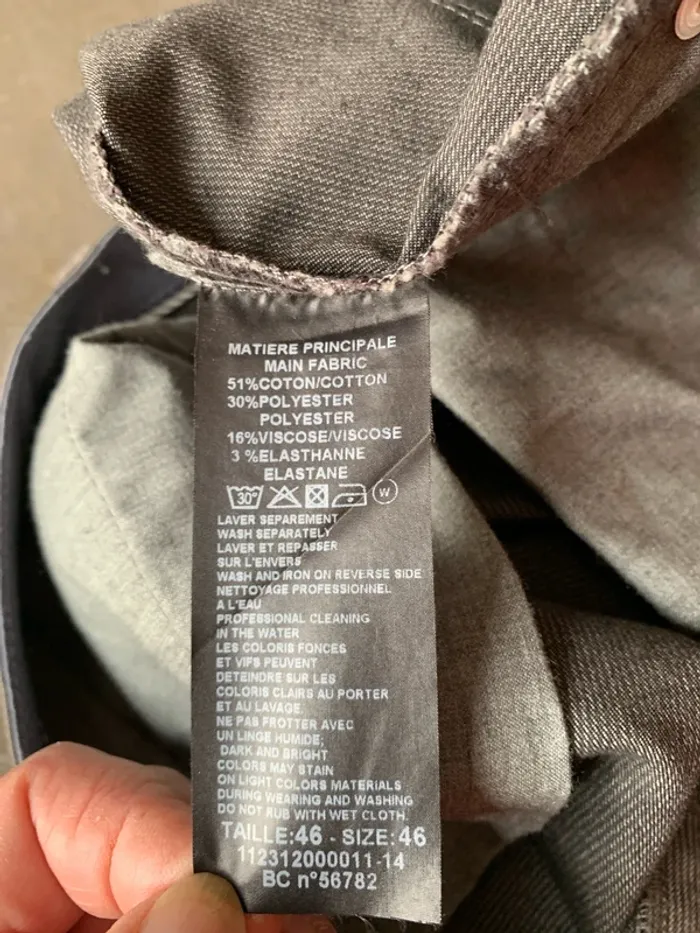 MATIERE PRINCIPALE
MAIN FABRIC
51%COTON/COTTON
30%POLYESTER
POLYESTER
16%VISCOSE/VISCOSE
3 %ELASTHANNE
ELASTANE
30° W
LAVER SEPAREMENT
WASH SEPARATELY
LAVER ET REPASSER
SUR L'ENVERS
WASH AND IRON ON REVERSE SIDE
NETTOYAGE PROFESSIONNEL
A L'EAU
PROFESSIONAL CLEANING
IN THE WATER
LES COLORIS FONCES
ET VIFS PEUVENT
DETEINDRE SUR LES
COLORIS CLAIRS AU PORTER
ET AU LAVAGE.
NE PAS FROTTER AVEC
UN LINGE HUMIDE;
DARK AND BRIGHT
COLORS MAY STAIN
ON LIGHT COLORS MATERIALS
DURING WEARING AND WASHING
DO NOT RUB WITH WET CLOTH.
TAILLE:46 - SIZE:46
112312000011-14
BC n°56782